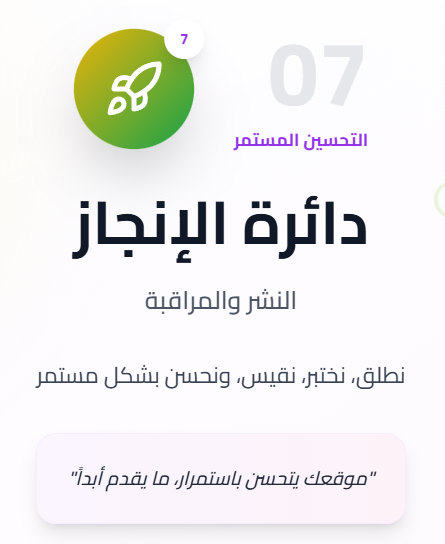 7
07
التحسين المستمر
دائرة الإنجاز
النشر والمراقبة
نطلق، نختبر، نقيس، ونحسن بشكل مستمر
"موقعك يتحسن باستمرار، ما يقدم أبداً"